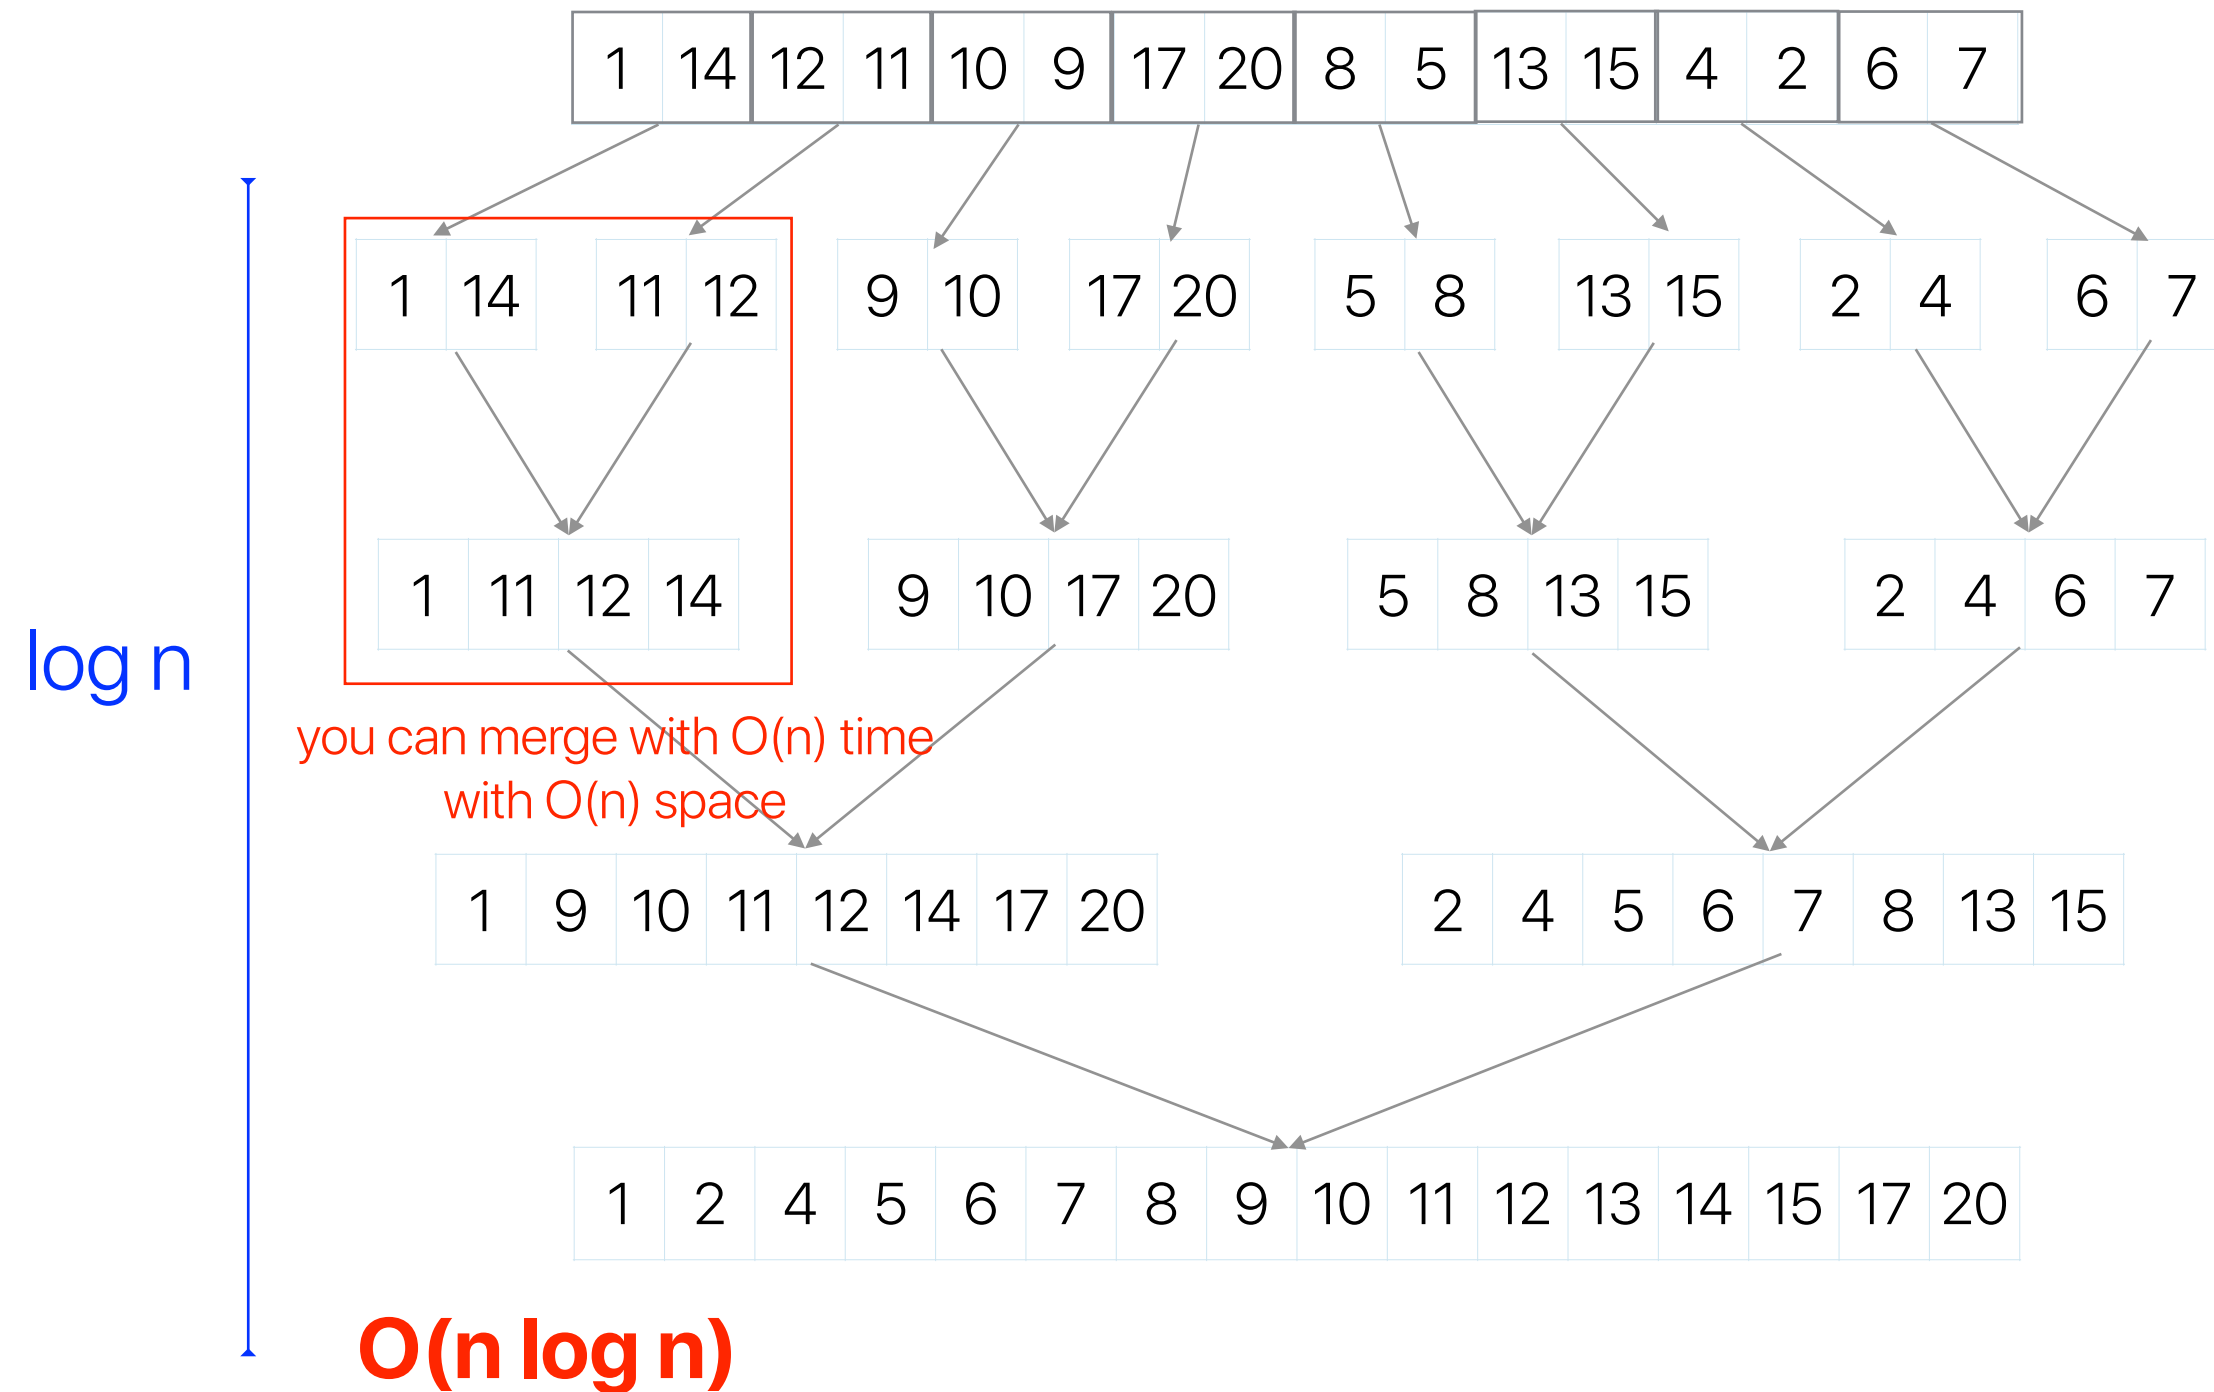 1 14 12 11 10 9 17 20 8 5 13 15 4 2 6 7
1 14 11 12 9 10 17 20 5 8 13 15 2 4 6 7
1 11 12 14 9 10 17 20 5 8 13 15 2 4 6 7
log n
you can merge with O(n) time
with O(n) space
1 9 10 11 12 14 17 20 2 4 5 6 7 8 13 15
1 2 4 5 6 7 8 9 10 11 12 13 14 15 17 20
O(n log n)